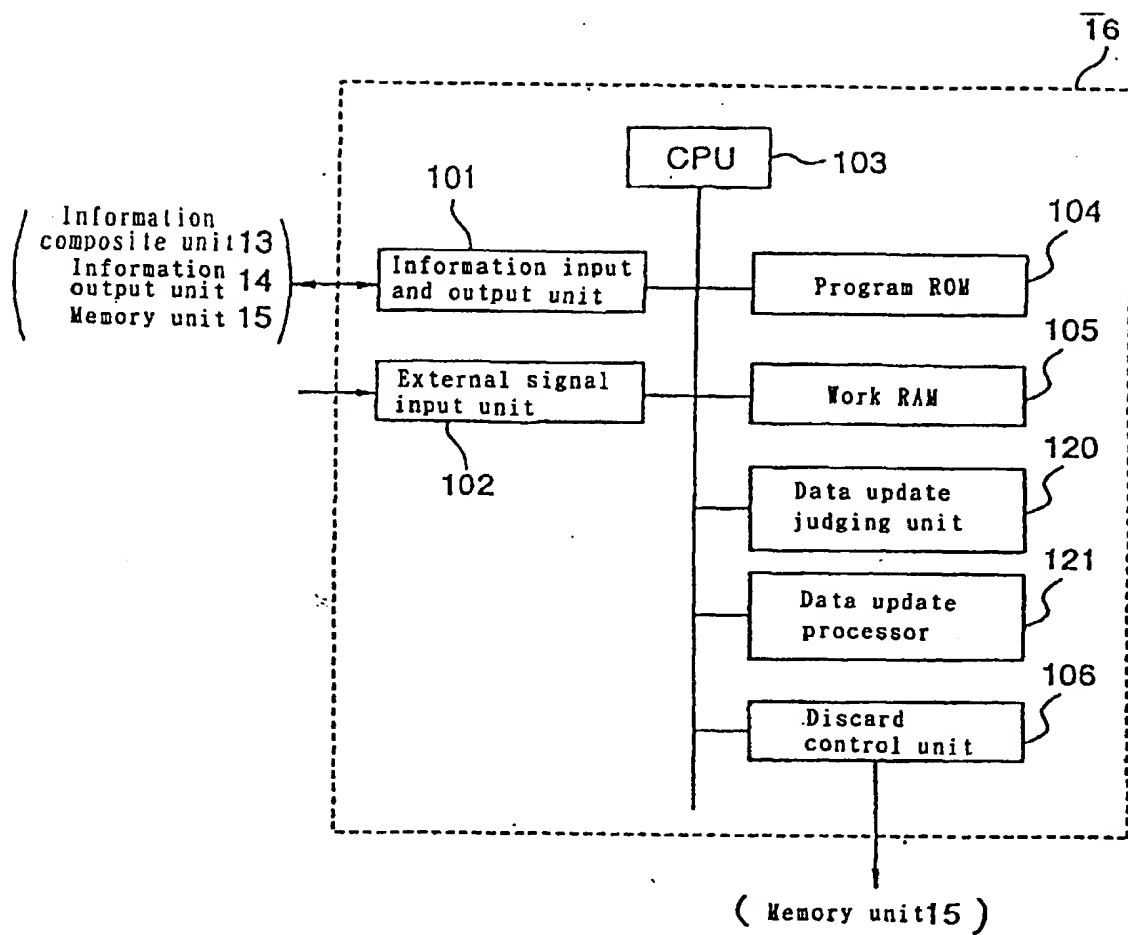 16
CPU
103
101
104
Information
composite unit 13
Information
output unit 14
Memory unit 15
Information input
and output unit
Program ROM
105
External signal
input unit
Work RAM
102
120
Data update
judging unit
121
Data update
processor
106
Discard
control unit
( Memory unit 15 )